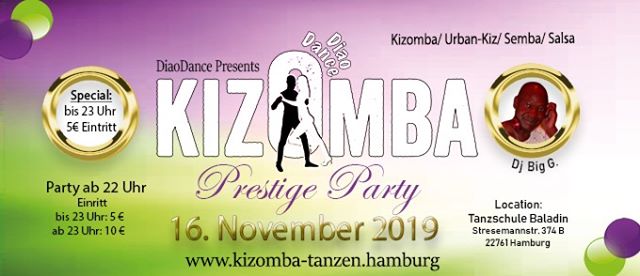 Kizomba/ Urban-Kiz/ Semba/ Salsa
Diao
Dance
DiaoDance Presents
KIZOMBA
Special:
bis 23 Uhr
5€ Eintritt
Dj Big G.
Prestige Party
Party ab 22 Uhr
Einritt
bis 23 Uhr: 5 €
ab 23 Uhr: 10 €
16. November 2019
Location:
Tanzschule Baladin
Stresemannstr. 374 B
22761 Hamburg
www.kizomba-tanzen.hamburg